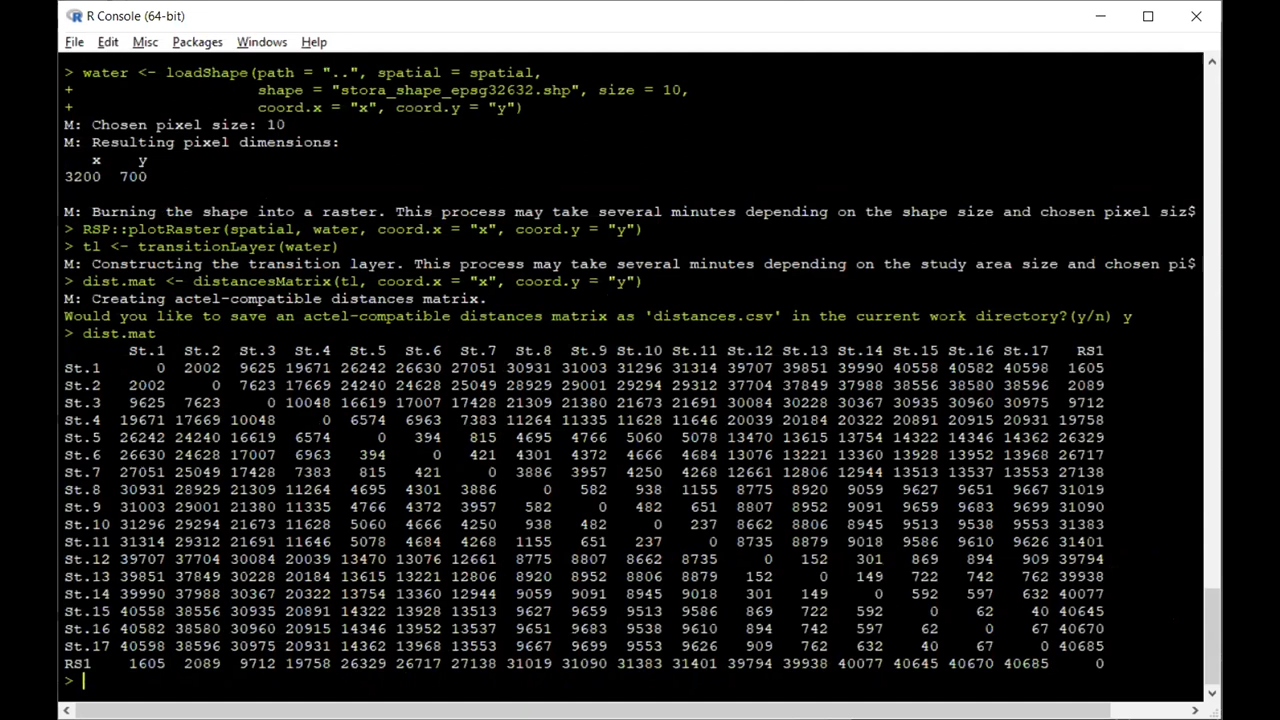 R Console (64-bit)
File Edit Misc Packages Windows Help
> water <- loadShape(path = "..", spatial = spatial,
+                    shape = "stora_shape_epsg32632.shp", size = 10,
+                    coord.x = "x", coord.y = "y")
M: Chosen pixel size: 10
M: Resulting pixel dimensions:
   x    y
3200  700
M: Burning the shape into a raster. This process may take several minutes depending on the shape size and chosen pixel siz$
> RSP::plotRaster(spatial, water, coord.x = "x", coord.y = "y")
> tl <- transitionLayer(water)
M: Constructing the transition layer. This process may take several minutes depending on the study area size and chosen pi$
> dist.mat <- distancesMatrix(tl, coord.x = "x", coord.y = "y")
M: Creating actel-compatible distances matrix.
Would you like to save an actel-compatible distances matrix as 'distances.csv' in the current work directory?(y/n) y
> dist.mat
       St.1  St.2  St.3  St.4  St.5  St.6  St.7  St.8  St.9 St.10 St.11 St.12 St.13 St.14 St.15 St.16 St.17   RS1
St.1      0  2002  9625 19671 26242 26630 27051 30931 31003 31296 31314 39707 39851 39990 40558 40582 40598  1605
St.2   2002     0  7623 17669 24240 24628 25049 28929 29001 29294 29312 37704 37849 37988 38556 38580 38596  2089
St.3   9625  7623     0 10048 16619 17007 17428 21309 21380 21673 21691 30084 30228 30367 30935 30960 30975  9712
St.4  19671 17669 10048     0  6574  6963  7383 11264 11335 11628 11646 20039 20184 20322 20891 20915 20931 19758
St.5  26242 24240 16619  6574     0   394   815  4695  4766  5060  5078 13470 13615 13754 14322 14346 14362 26329
St.6  26630 24628 17007  6963   394     0   421  4301  4372  4666  4684 13076 13221 13360 13928 13952 13968 26717
St.7  27051 25049 17428  7383   815   421     0  3886  3957  4250  4268 12661 12806 12944 13513 13537 13553 27138
St.8  30931 28929 21309 11264  4695  4301  3886     0   582   938  1155  8775  8920  9059  9627  9651  9667 31019
St.9  31003 29001 21380 11335  4766  4372  3957   582     0   482   651  8807  8952  9091  9659  9683  9699 31090
St.10 31296 29294 21673 11628  5060  4666  4250   938   482     0   237  8662  8806  8945  9513  9538  9553 31383
St.11 31314 29312 21691 11646  5078  4684  4268  1155   651   237     0  8735  8879  9018  9586  9610  9626 31401
St.12 39707 37704 30084 20039 13470 13076 12661  8775  8807  8662  8735     0   152   301   869   894   909 39794
St.13 39851 37849 30228 20184 13615 13221 12806  8920  8952  8806  8879   152     0   149   722   742   762 39938
St.14 39990 37988 30367 20322 13754 13360 12944  9059  9091  8945  9018   301   149     0   592   597   632 40077
St.15 40558 38556 30935 20891 14322 13928 13513  9627  9659  9513  9586   869   722   592     0    62    40 40645
St.16 40582 38580 30960 20915 14346 13952 13537  9651  9683  9538  9610   894   742   597    62     0    67 40670
St.17 40598 38596 30975 20931 14362 13968 13553  9667  9699  9553  9626   909   762   632    40    67     0 40685
RS1    1605  2089  9712 19758 26329 26717 27138 31019 31090 31383 31401 39794 39938 40077 40645 40670 40685     0
>